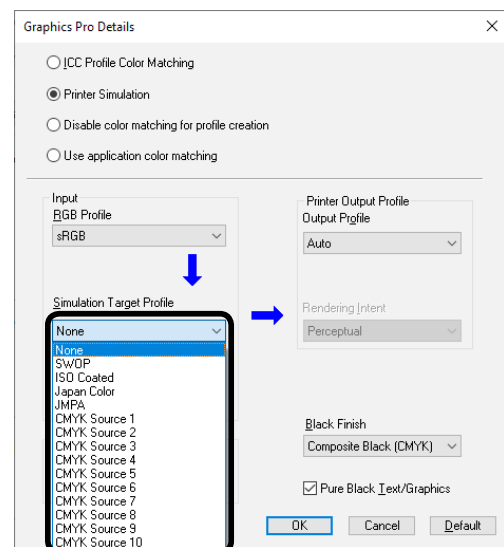 Graphics Pro Details
ICC Profile Color Matching
Printer Simulation
Disable color matching for profile creation
Use application color matching
Input
RGB Profile
sRGB
Simulation Target Profile
None
None
SWOP
ISO Coated
Japan Color
JMPA
CMYK Source 1
CMYK Source 2
CMYK Source 3
CMYK Source 4
CMYK Source 5
CMYK Source 6
CMYK Source 7
CMYK Source 8
CMYK Source 9
CMYK Source 10
Printer Output Profile
Output Profile
Auto
Rendering Intent
Perceptual
Black Finish
Composite Black (CMYK)
Pure Black Text/Graphics
OK
Cancel
Default